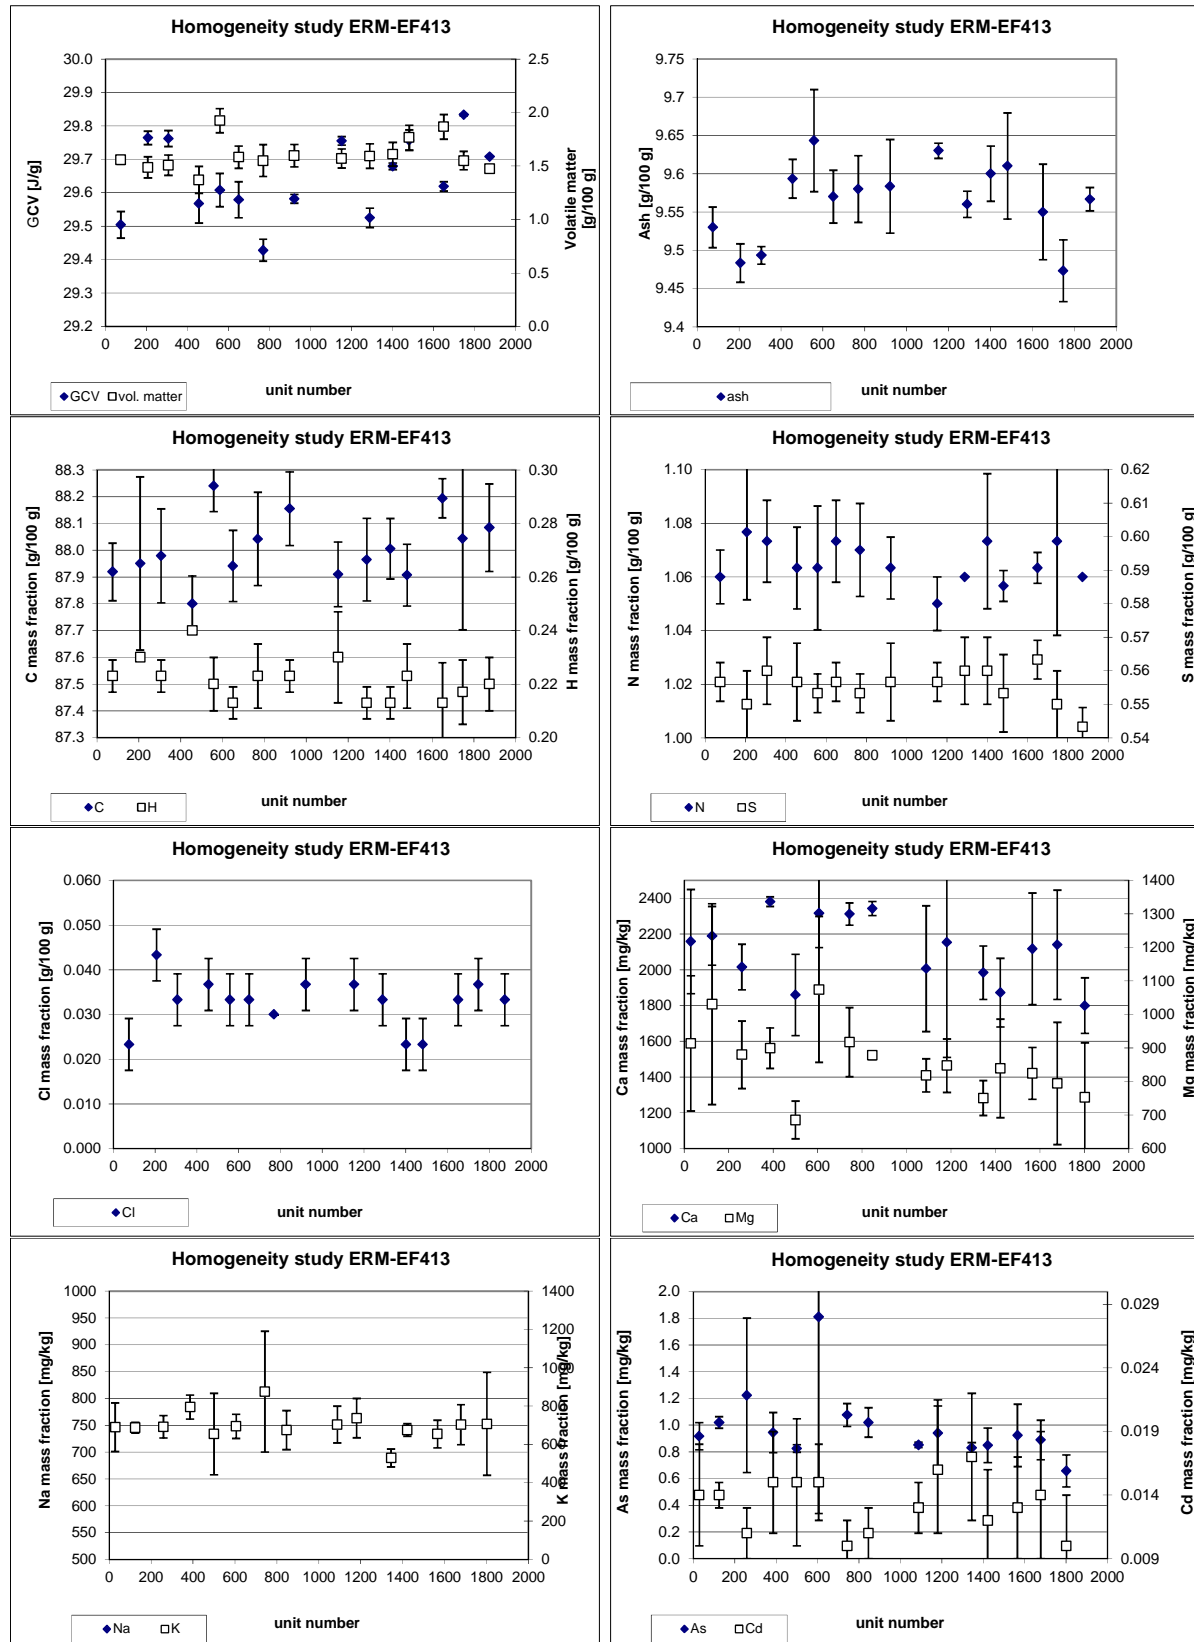 Homogeneity study ERM-EF413
GCV [J/g]
30.0
29.9
29.8
29.7
29.6
29.5
29.4
29.3
29.2
2.5
2.0
1.5
1.0
0.5
0.0
Volatile matter
[g/100 g]
0 200 400 600 800 1000 1200 1400 1600 1800 2000
unit number
GCV vol. matter
Homogeneity study ERM-EF413
Ash [g/100 g]
9.75
9.7
9.65
9.6
9.55
9.5
9.45
9.4
0 200 400 600 800 1000 1200 1400 1600 1800 2000
unit number
ash
Homogeneity study ERM-EF413
C mass fraction [g/100 g]
88.3
88.2
88.1
88.0
87.9
87.8
87.7
87.6
87.5
87.4
87.3
0.30
0.28
0.26
0.24
0.22
0.20
H mass fraction [g/100 g]
0 200 400 600 800 1000 1200 1400 1600 1800 2000
unit number
C H
Homogeneity study ERM-EF413
N mass fraction [g/100 g]
1.10
1.08
1.06
1.04
1.02
1.00
0.62
0.61
0.60
0.59
0.58
0.57
0.56
0.55
0.54
S mass fraction [g/100 g]
0 200 400 600 800 1000 1200 1400 1600 1800 2000
unit number
N S
Homogeneity study ERM-EF413
Cl mass fraction [g/100 g]
0.060
0.050
0.040
0.030
0.020
0.010
0.000
0 200 400 600 800 1000 1200 1400 1600 1800 2000
unit number
Cl
Homogeneity study ERM-EF413
Ca mass fraction [mg/kg]
2400
2200
2000
1800
1600
1400
1200
1000
1400
1300
1200
1100
1000
900
800
700
600
Mg mass fraction [mg/kg]
0 200 400 600 800 1000 1200 1400 1600 1800 2000
unit number
Ca Mg
Homogeneity study ERM-EF413
Na mass fraction [mg/kg]
1000
950
900
850
800
750
700
650
600
550
500
1400
1200
1000
800
600
400
200
0
K mass fraction [mg/kg]
0 200 400 600 800 1000 1200 1400 1600 1800 2000
unit number
Na K
Homogeneity study ERM-EF413
As mass fraction [mg/kg]
2.0
1.8
1.6
1.4
1.2
1.0
0.8
0.6
0.4
0.2
0.0
0.029
0.024
0.019
0.014
0.009
Cd mass fraction [mg/kg]
0 200 400 600 800 1000 1200 1400 1600 1800 2000
unit number
As Cd